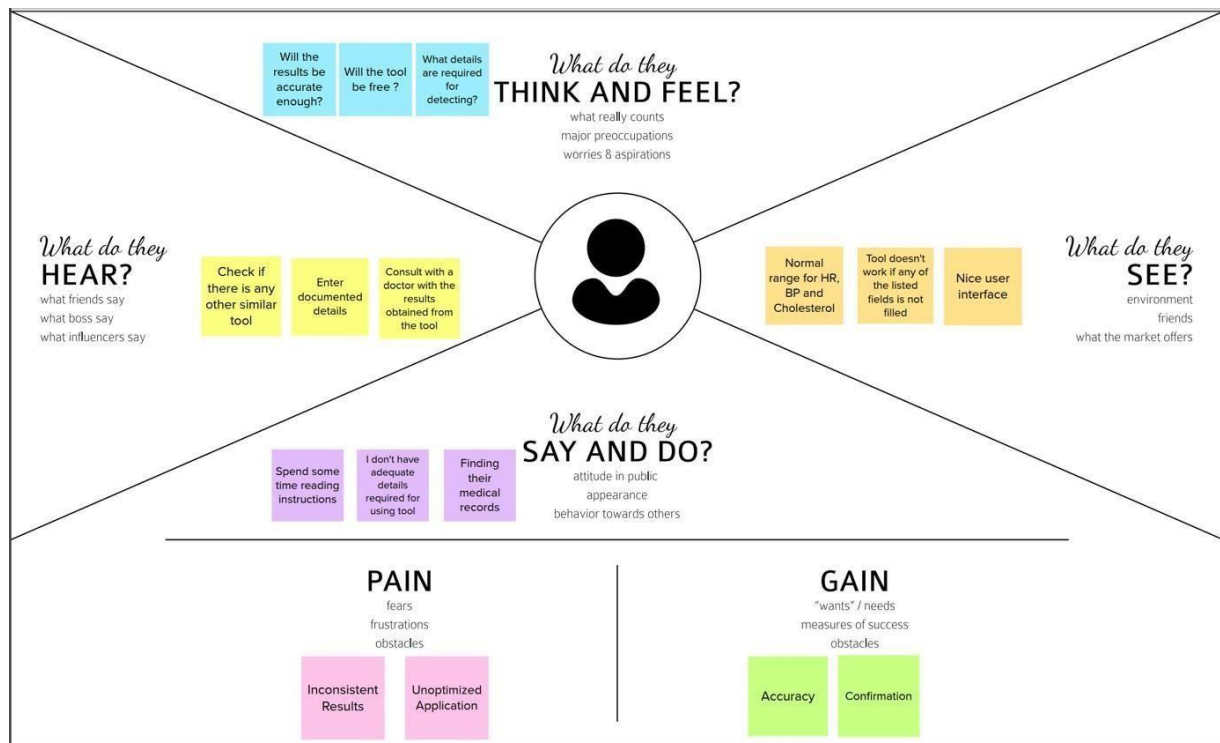 Will the
results be
accurate
enough?
Will the tool
be free ?
What details
are required
for
detecting?
What do they
THINK AND FEEL?
what really counts
major preoccupations
worries & aspirations
What do they
HEAR?
what friends say
what boss say
what influencers say
Check if
there is any
other similar
tool
Enter
documented
details
Consult with a
doctor with the
results
obtained from
the tool
Normal
range for HR,
BP and
Cholesterol
Tool doesn't
work if any of
the listed
fields is not
filled
Nice user
interface
What do they
SEE?
environment
friends
what the market offers
What do they
SAY AND DO?
attitude in public
appearance
behavior towards others
Spend some
time reading
instructions
I don't have
adequate
details
required for
using tool
Finding
their
medical
records
PAIN
fears
frustrations
obstacles
Inconsistent
Results
Unoptimized
Application
GAIN
"wants" / needs
measures of success
obstacles
Accuracy
Confirmation